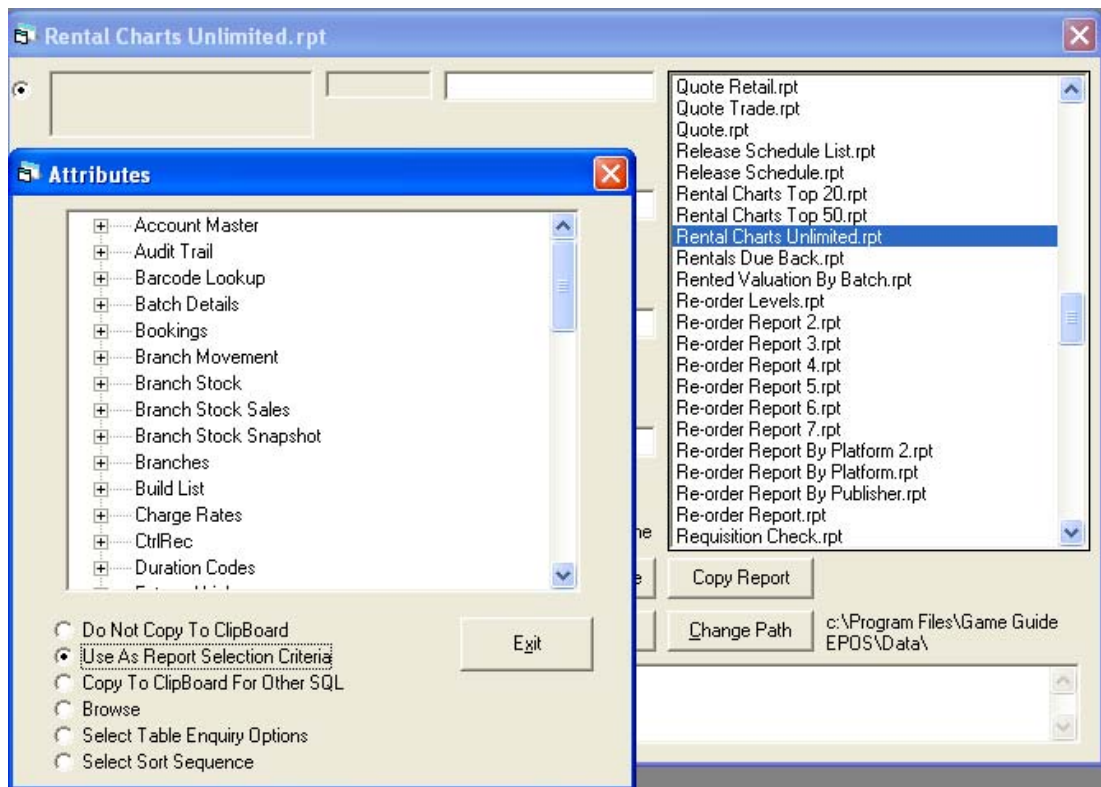 Rental Charts Unlimited.rpt
Quote Retail.rpt
Quote Trade.rpt
Quote.rpt
Release Schedule List.rpt
Release Schedule.rpt
Rental Charts Top 20.rpt
Rental Charts Top 50.rpt
Rental Charts Unlimited.rpt
Rentals Due Back.rpt
Rented Valuation By Batch.rpt
Re-order Levels.rpt
Re-order Report 2.rpt
Re-order Report 3.rpt
Re-order Report 4.rpt
Re-order Report 5.rpt
Re-order Report 6.rpt
Re-order Report 7.rpt
Re-order Report By Platform 2.rpt
Re-order Report By Platform.rpt
Re-order Report By Publisher.rpt
Re-order Report.rpt
Requisition Check.rpt
Copy Report
Change Path
c:\Program Files\Game Guide
EPOS\Data\
Attributes
Account Master
Audit Trail
Barcode Lookup
Batch Details
Bookings
Branch Movement
Branch Stock
Branch Stock Sales
Branch Stock Snapshot
Branches
Build List
Charge Rates
CtrlRec
Duration Codes
Do Not Copy To ClipBoard
Use As Report Selection Criteria
Copy To ClipBoard For Other SQL
Browse
Select Table Enquiry Options
Select Sort Sequence
Exit